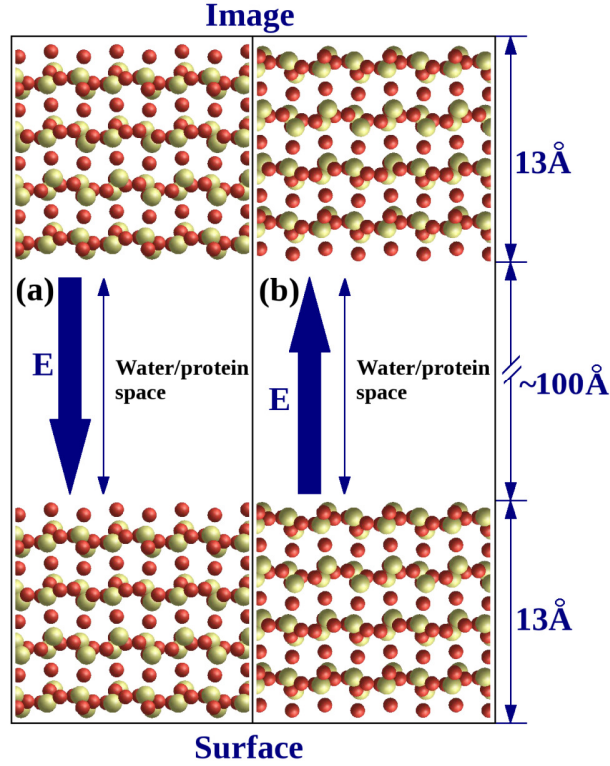 Image
13Å
(a)
(b)
E
Water/protein
space
E
Water/protein
space
~100Å
13Å
Surface